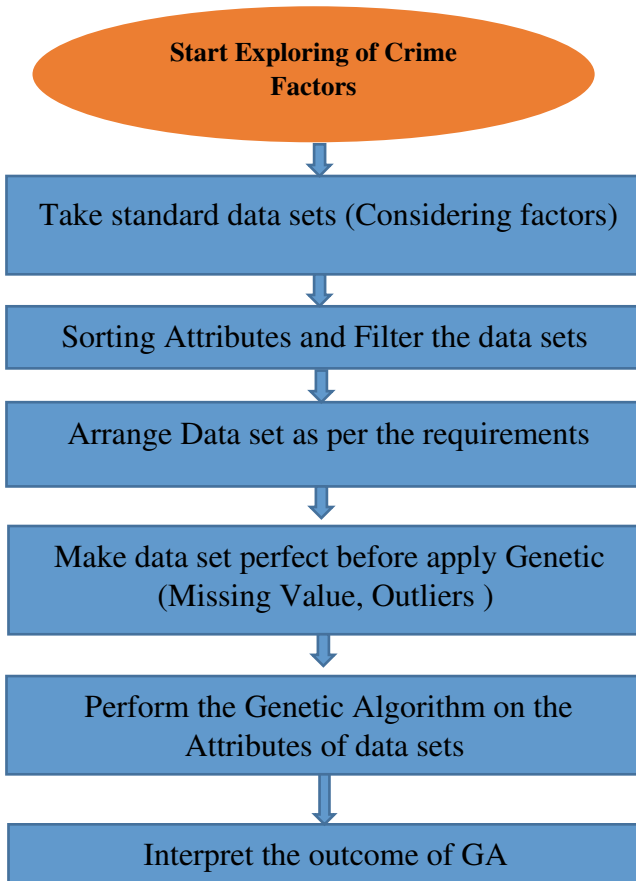 Start Exploring of Crime
Factors
Take standard data sets (Considering factors)
Sorting Attributes and Filter the data sets
Arrange Data set as per the requirements
Make data set perfect before apply Genetic
(Missing Value, Outliers )
Perform the Genetic Algorithm on the
Attributes of data sets
Interpret the outcome of GA